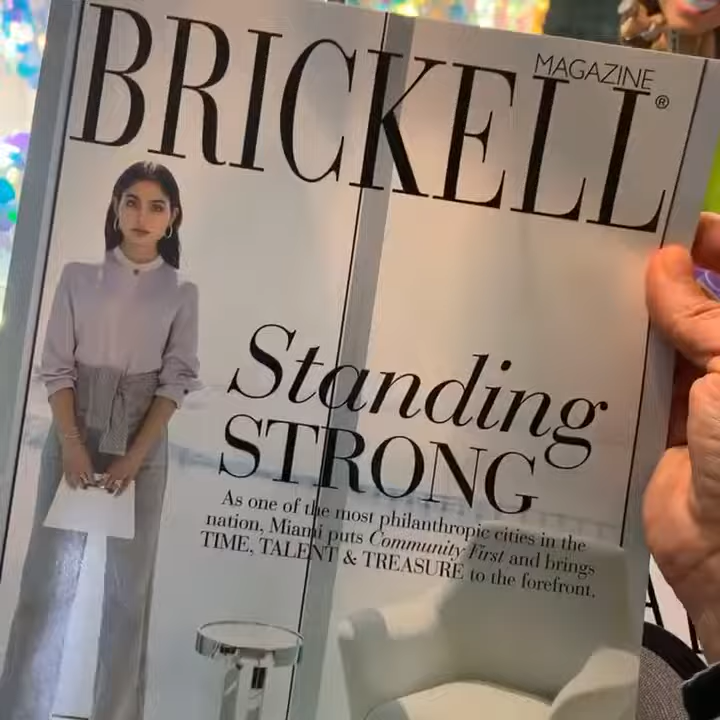 BRICKELL
MAGAZINE
®
Standing
STRONG
As one of the most philanthropic cities in the
nation, Miami puts Community First and brings
TIME, TALENT & TREASURE to the forefront.